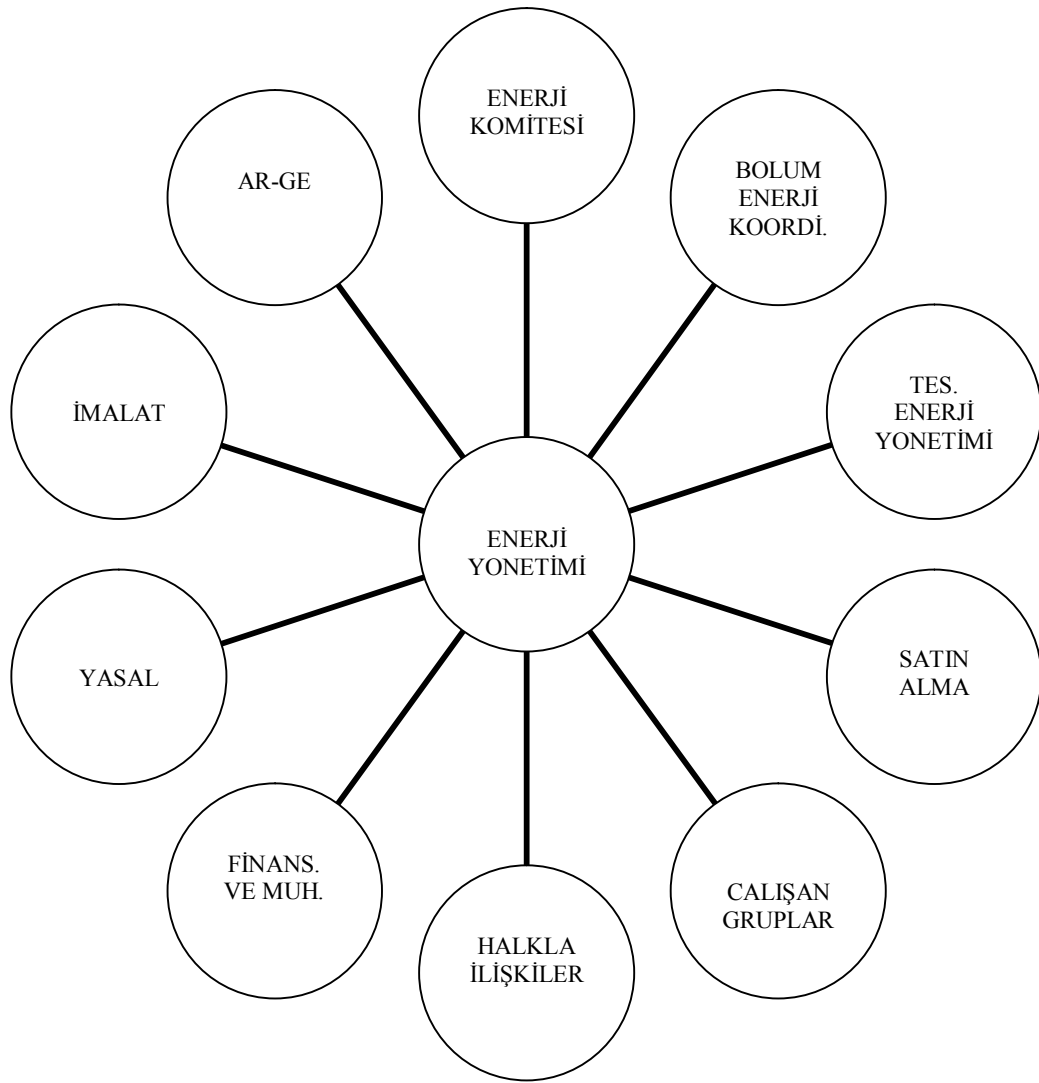 ENERJİ
KOMİTESİ
BOLUM
ENERJİ
KOORDİ.
TES.
ENERJİ
YONETİMİ
SATIN
ALMA
CALIŞAN
GRUPLAR
HALKLA
İLİŞKİLER
FİNANS.
VE MUH.
YASAL
İMALAT
AR-GE
ENERJİ
YONETİMİ